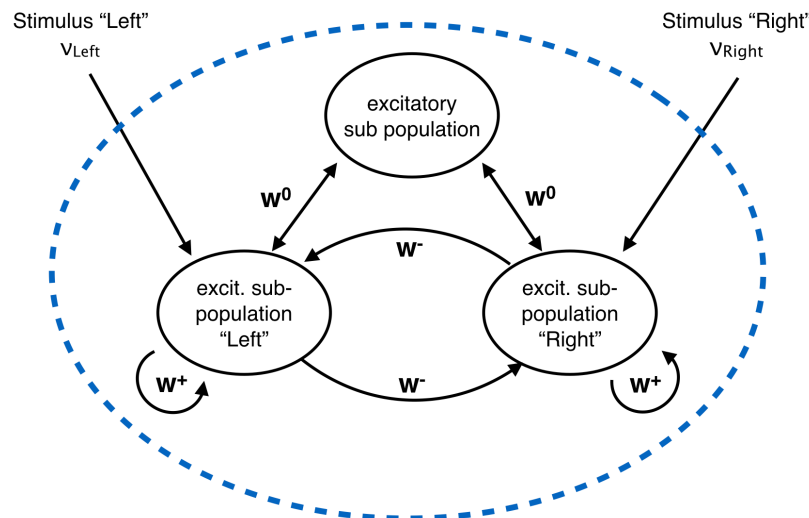 Stimulus “Left”
νLeft
Stimulus “Right’
νRight
excitatory
sub population
w0
w0
w-
excit. sub-
population
“Left”
excit. sub-
population
“Right”
w+
w-
w+